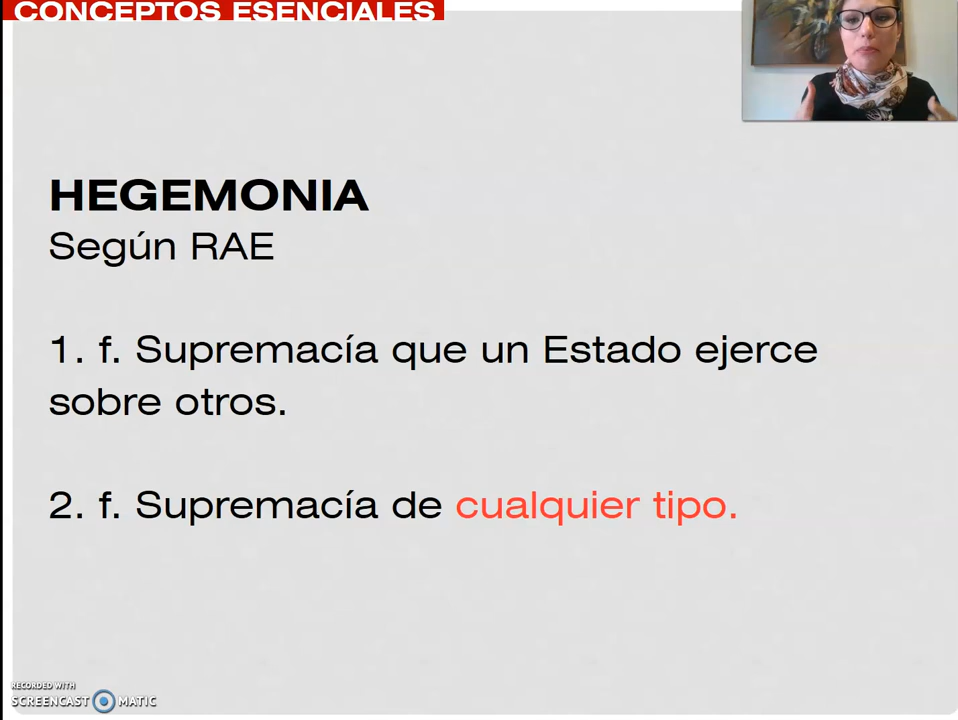 CONCEPTOS ESENCIALES
HEGEMONIA
Según RAE
1. f. Supremacía que un Estado ejerce
sobre otros.
2. f. Supremacía de cualquier tipo.
RECORDED WITH
SCREENCAST MATIC